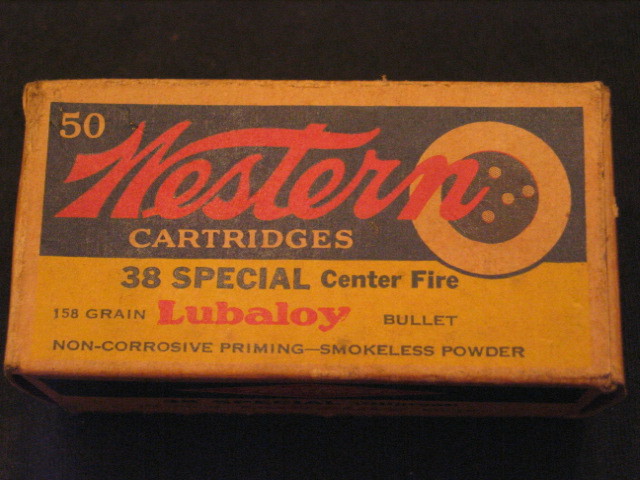 50 Western
CARTRIDGES
38 SPECIAL Center Fire
158 GRAIN Lubaloy BULLET
NON-CORROSIVE PRIMING—SMOKELESS POWDER